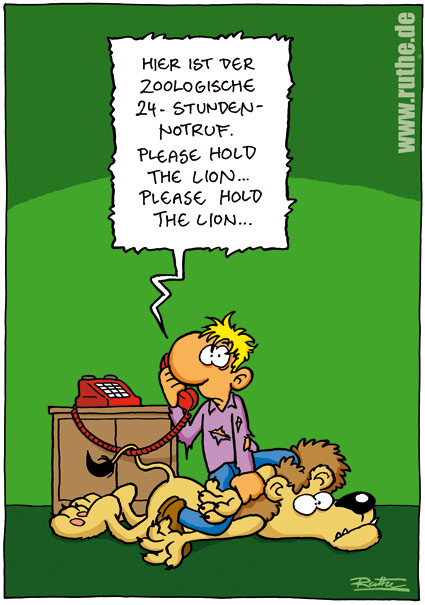 HIER IST DER
ZOOLOGISCHE
24-STUNDEN-
NOTRUF.
PLEASE HOLD
THE LION...
PLEASE HOLD
THE LION...
www.ruthe.de
Ruthe